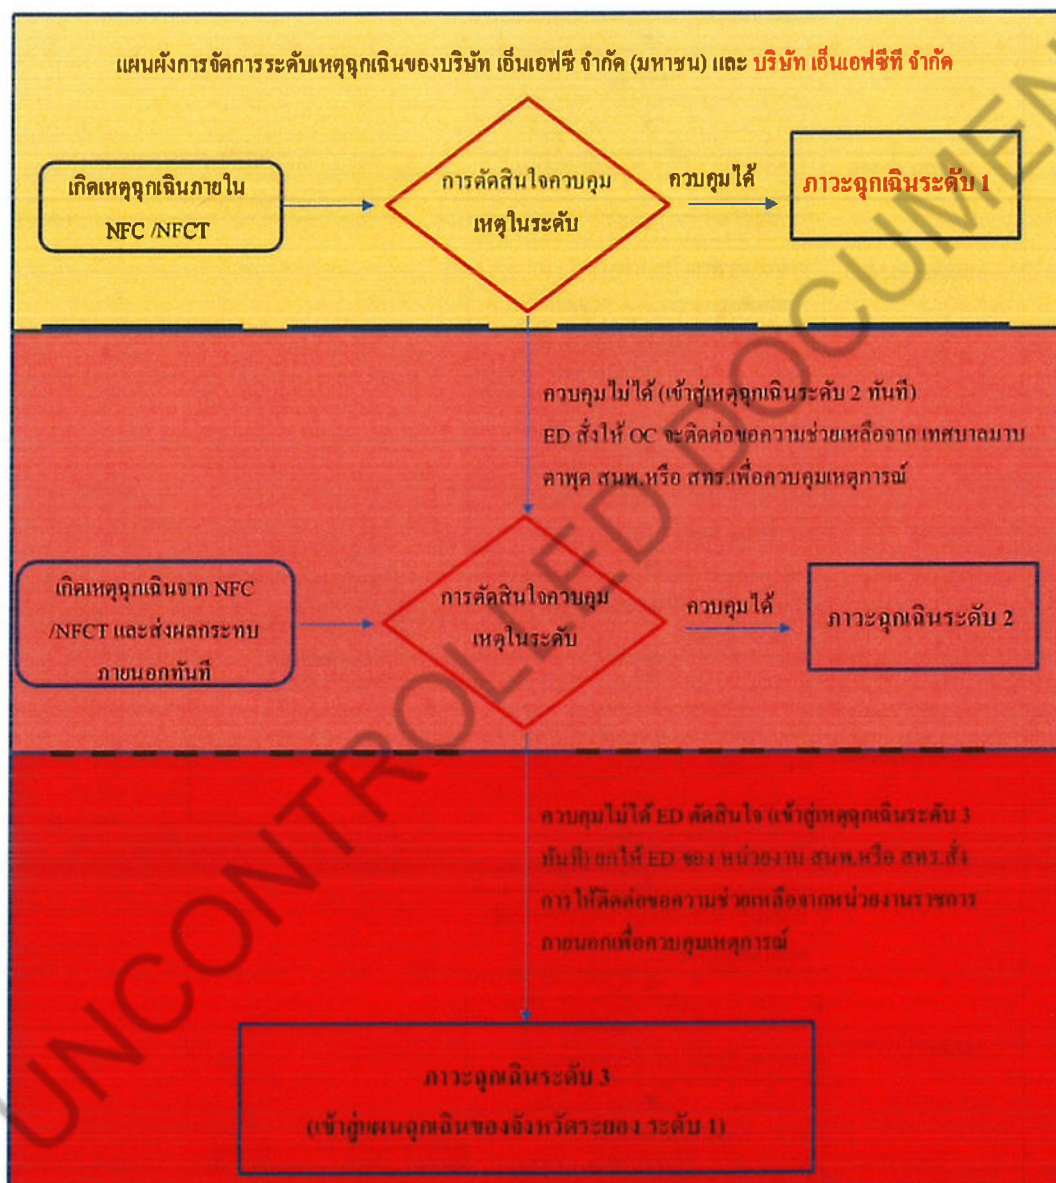 แผนผังการจัดการระดับเหตุฉุกเฉินของบริษัท เอ็นเอฟซี จำกัด (มหาชน) และ บริษัท เอ็นเอฟซีที จำกัด
เกิดเหตุฉุกเฉินภายใน
NFC /NFCT
การตัดสินใจควบคุม
เหตุในระดับ
ควบคุมได้
ภาวะฉุกเฉินระดับ 1
ควบคุมไม่ได้ (เข้าสู่เหตุฉุกเฉินระดับ 2 ทันที)
ED สั่งให้ OC จะติดต่อขอความช่วยเหลือจาก เทศบาลมาบ
ตาพุด สนพ.หรือ สทร.เพื่อควบคุมเหตุการณ์
เกิดเหตุฉุกเฉินจาก NFC
/NFCT และส่งผลกระทบ
ภายนอกทันที
การตัดสินใจควบคุม
เหตุในระดับ
ควบคุมได้
ภาวะฉุกเฉินระดับ 2
ควบคุมไม่ได้ ED ตัดสินใจ (เข้าสู่เหตุฉุกเฉินระดับ 3
ทันที) ยกให้ ED ของ หน่วยงาน สนพ.หรือ สทร.สั่ง
การให้ติดต่อขอความช่วยเหลือจากหน่วยงานราชการ
ภายนอกเพื่อควบคุมเหตุการณ์
ภาวะฉุกเฉินระดับ 3
(เข้าสู่แผนฉุกเฉินของจังหวัดระยอง ระดับ 1)
UNCONTROLLED DOCUMEN